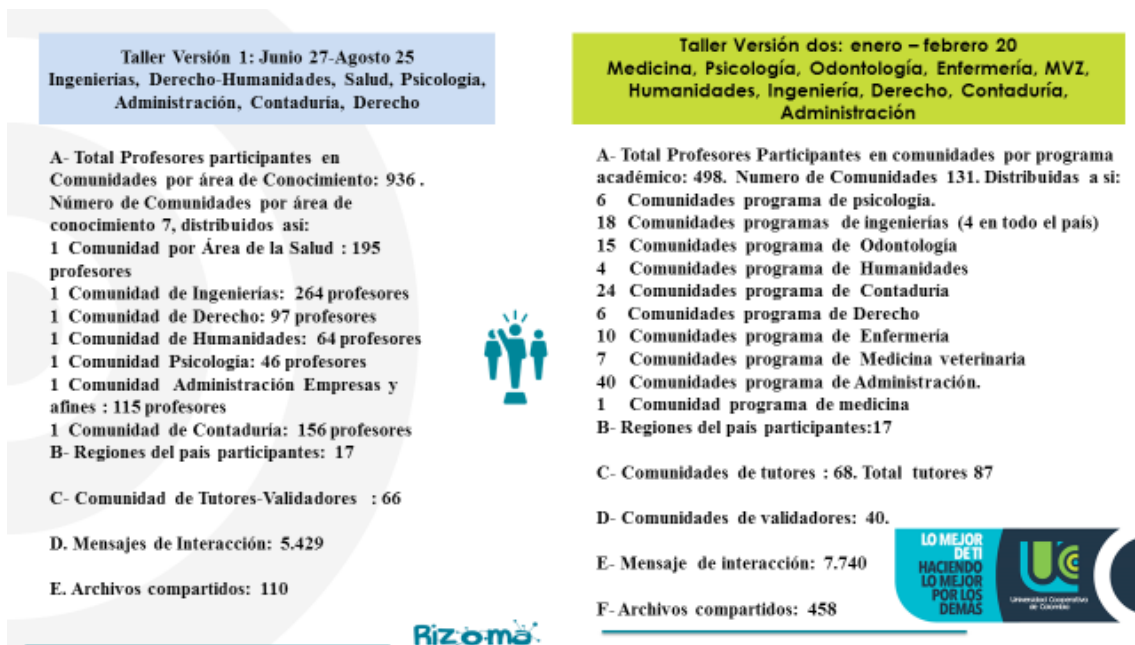 Taller Versión 1: Junio 27-Agosto 25
Ingenierias, Derecho-Humanidades, Salud, Psicologia,
Administración, Contaduría, Derecho
A- Total Profesores participantes en
Comunidades por área de Conocimiento: 936 .
Número de Comunidades por área de
conocimiento 7, distribuidos asi:
1 Comunidad por Área de la Salud : 195
profesores
1 Comunidad de Ingenierías: 264 profesores
1 Comunidad de Derecho: 97 profesores
1 Comunidad de Humanidades: 64 profesores
1 Comunidad Psicologia: 46 profesores
1 Comunidad Administración Empresas y
afines : 115 profesores
1 Comunidad de Contaduría: 156 profesores
B- Regiones del pais participantes: 17
C- Comunidad de Tutores-Validadores : 66
D. Mensajes de Interacción: 5.429
E. Archivos compartidos: 110
Rizoma
Taller Versión dos: enero – febrero 20
Medicina, Psicología, Odontología, Enfermería, MVZ,
Humanidades, Ingeniería, Derecho, Contaduría,
Administración
A- Total Profesores Participantes en comunidades por programa
académico: 498. Numero de Comunidades 131. Distribuidas a si:
6 Comunidades programa de psicologia.
18 Comunidades programas de ingenierías (4 en todo el país)
15 Comunidades programa de Odontología
4 Comunidades programa de Humanidades
24 Comunidades programa de Contaduría
6 Comunidades programa de Derecho
10 Comunidades programa de Enfermería
7 Comunidades programa de Medicina veterinaria
40 Comunidades programa de Administración.
1 Comunidad programa de medicina
B- Regiones del pais participantes:17
C- Comunidades de tutores : 68. Total tutores 87
D- Comunidades de validadores: 40.
E- Mensaje de interacción: 7.740
F- Archivos compartidos: 458
LO MEJOR
DE TI
HACIENDO
LO MEJOR
POR LOS
DEMÁS
Universidad Cooperativa
de Colombia